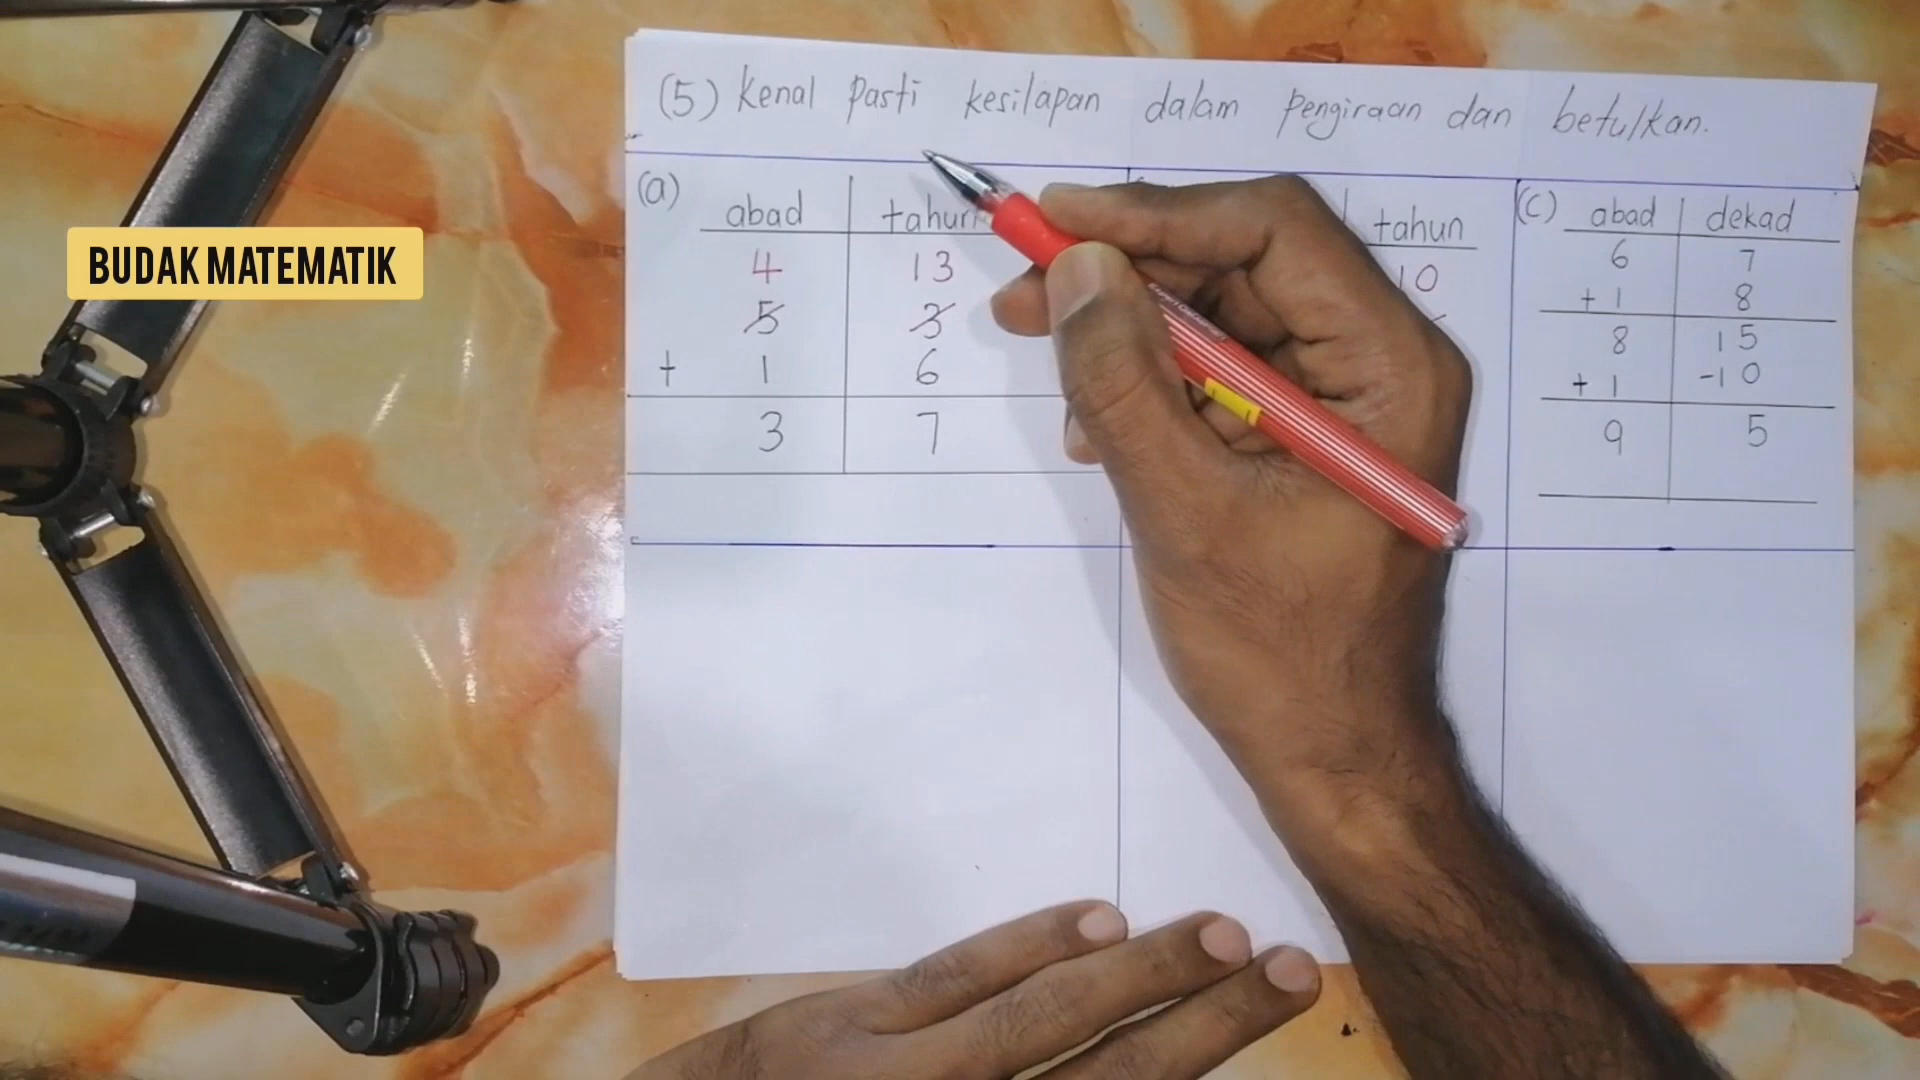 (5) Kenal pasti kesilapan dalam pengiraan dan betulkan.
BUDAK MATEMATIK
(a)
abad tahun
4 13
5 3
+ 1 6
3 7
tahun
10
(c) abad dekad
6 7
+ 1 8
8 15
+ 1 -10
9 5